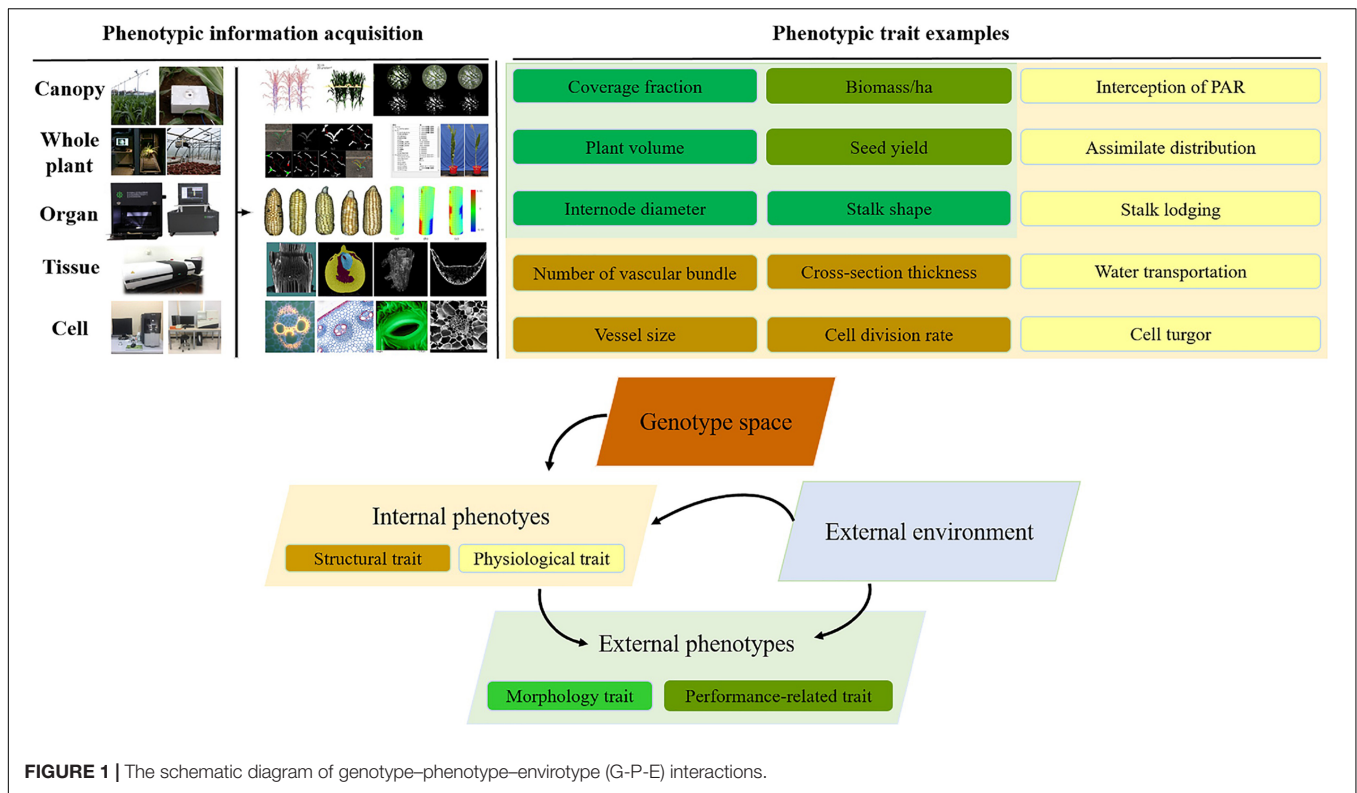 Phenotypic information acquisition
Phenotypic trait examples
Canopy
Coverage fraction
Biomass/ha
Interception of PAR
Whole
plant
Plant volume
Seed yield
Assimilate distribution
Organ
Internode diameter
Stalk shape
Stalk lodging
Tissue
Number of vascular bundle
Cross-section thickness
Water transportation
Cell
Vessel size
Cell division rate
Cell turgor
Genotype space
Internal phenotyes
Structural trait
Physiological trait
External environment
External phenotypes
Morphology trait
Performance-related trait
FIGURE 1 | The schematic diagram of genotype–phenotype–envirotype (G-P-E) interactions.